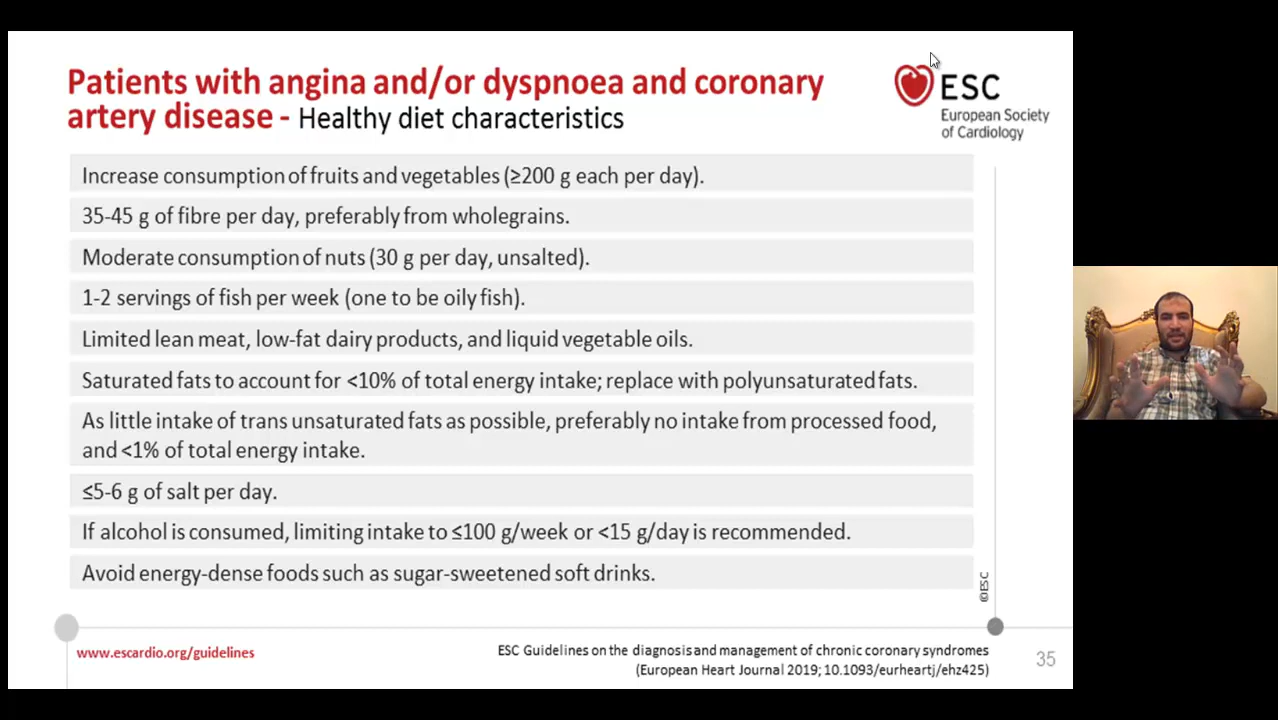 Patients with angina and/or dyspnoea and coronary
artery disease - Healthy diet characteristics
ESC
European Society
of Cardiology
Increase consumption of fruits and vegetables (≥200 g each per day).
35-45 g of fibre per day, preferably from wholegrains.
Moderate consumption of nuts (30 g per day, unsalted).
1-2 servings of fish per week (one to be oily fish).
Limited lean meat, low-fat dairy products, and liquid vegetable oils.
Saturated fats to account for <10% of total energy intake; replace with polyunsaturated fats.
As little intake of trans unsaturated fats as possible, preferably no intake from processed food,
and <1% of total energy intake.
≤5-6 g of salt per day.
If alcohol is consumed, limiting intake to ≤100 g/week or <15 g/day is recommended.
Avoid energy-dense foods such as sugar-sweetened soft drinks.
©ESC
www.escardio.org/guidelines
ESC Guidelines on the diagnosis and management of chronic coronary syndromes
(European Heart Journal 2019; 10.1093/eurheartj/ehz425)
35